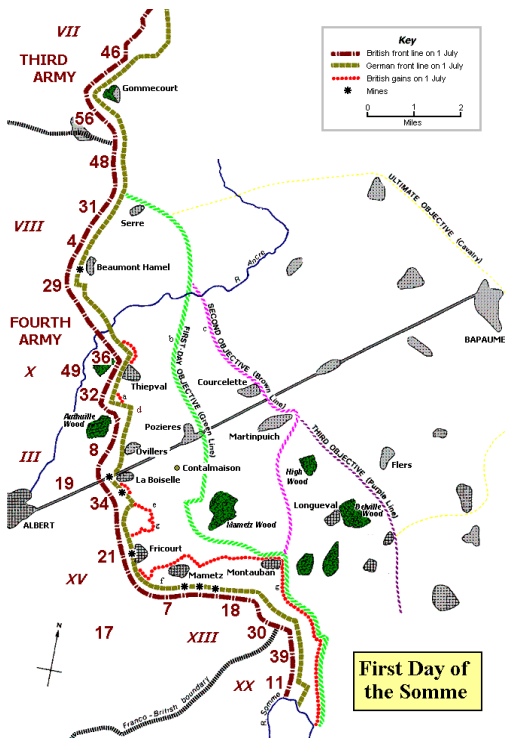 VII
46
THIRD
ARMY
Gommecourt
56
48
Key
British front line on 1 July
German front line on 1 July
British gains on 1 July
Mines
0 1 2
Miles
31
Serre
VIII
4
Beaumont Hamel
29
R. Ancre
ULTIMATE OBJECTIVE (Cavalry)
SECOND OBJECTIVE (Brown Line)
c
FIRST DAY OBJECTIVE (Green Line)
b
BAPAUME
FOURTH
ARMY
X
36
49
Thiepval
32
a
d
Courcelette
Authuille
Wood
Pozieres
Martinpuich
THIRD OBJECTIVE (Purple Line)
8
Ovillers
III
Contalmaison
High
Wood
Flers
19
La Boiselle
34
ALBERT
e
g
Mametz Wood
Longueval
Delville
Wood
21
Fricourt
XV
f
Mametz
Montauban
g
7
18
17
XIII
30
39
XX
11
N
Franco-British boundary
R. Somme
First Day of
the Somme